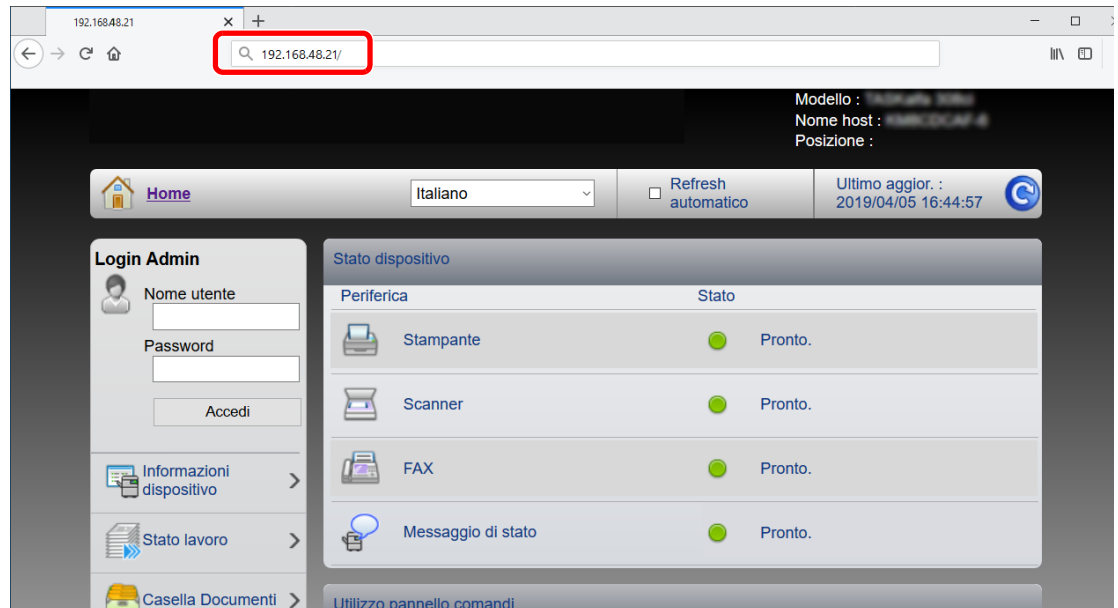 192.168.48.21
192.168.48.21/
Modello :
Nome host :
Posizione :
Home
Italiano
Refresh
automatico
Ultimo aggior. :
2019/04/05 16:44:57
Login Admin
Nome utente
Password
Accedi
Informazioni
dispositivo
Stato lavoro
Casella Documenti
Stato dispositivo
Periferica Stato
Stampante Pronto.
Scanner Pronto.
FAX Pronto.
Messaggio di stato Pronto.
Utilizzo pannello comandi